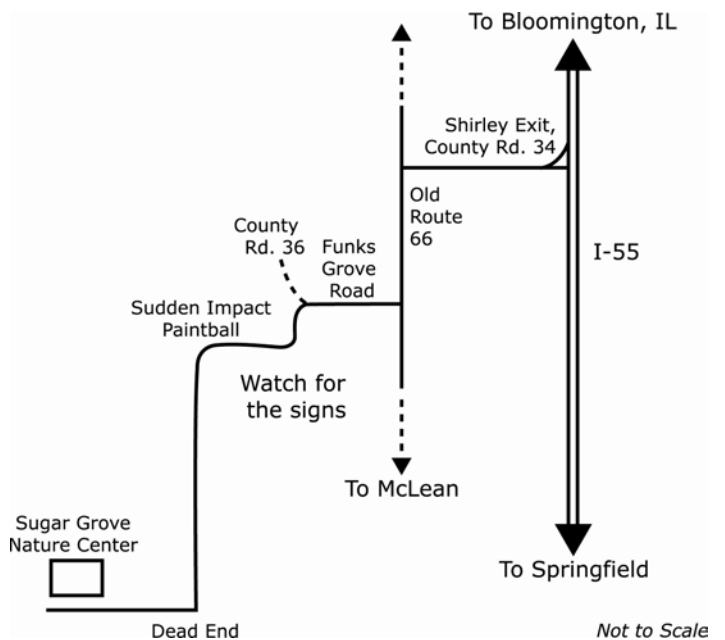 To Bloomington, IL
Shirley Exit,
County Rd. 34
Old
Route
66
I-55
County
Rd. 36
Funks
Grove
Road
Sudden Impact
Paintball
Watch for
the signs
To McLean
Sugar Grove
Nature Center
To Springfield
Dead End
Not to Scale